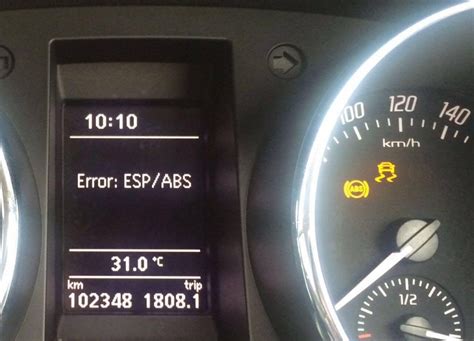 10:10
Error: ESP/ABS
31.0 °C
km trip
102348 1808.1
100 120 140
km/h
ABS
1/2